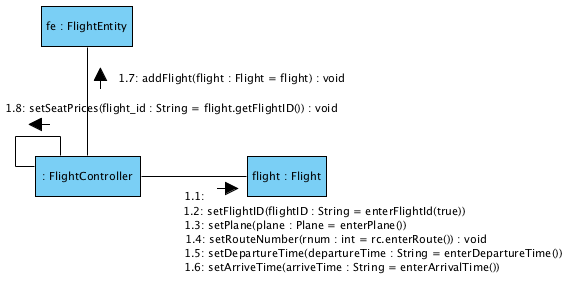 fe : FlightEntity
1.7: addFlight(flight : Flight = flight) : void
1.8: setSeatPrices(flight_id : String = flight.getFlightID()) : void
: FlightController
flight : Flight
1.1:
1.2: setFlightID(flightID : String = enterFlightId(true))
1.3: setPlane(plane : Plane = enterPlane())
1.4: setRouteNumber(rnum : int = rc.enterRoute()) : void
1.5: setDepartureTime(departureTime : String = enterDepartureTime())
1.6: setArriveTime(arriveTime : String = enterArrivalTime())